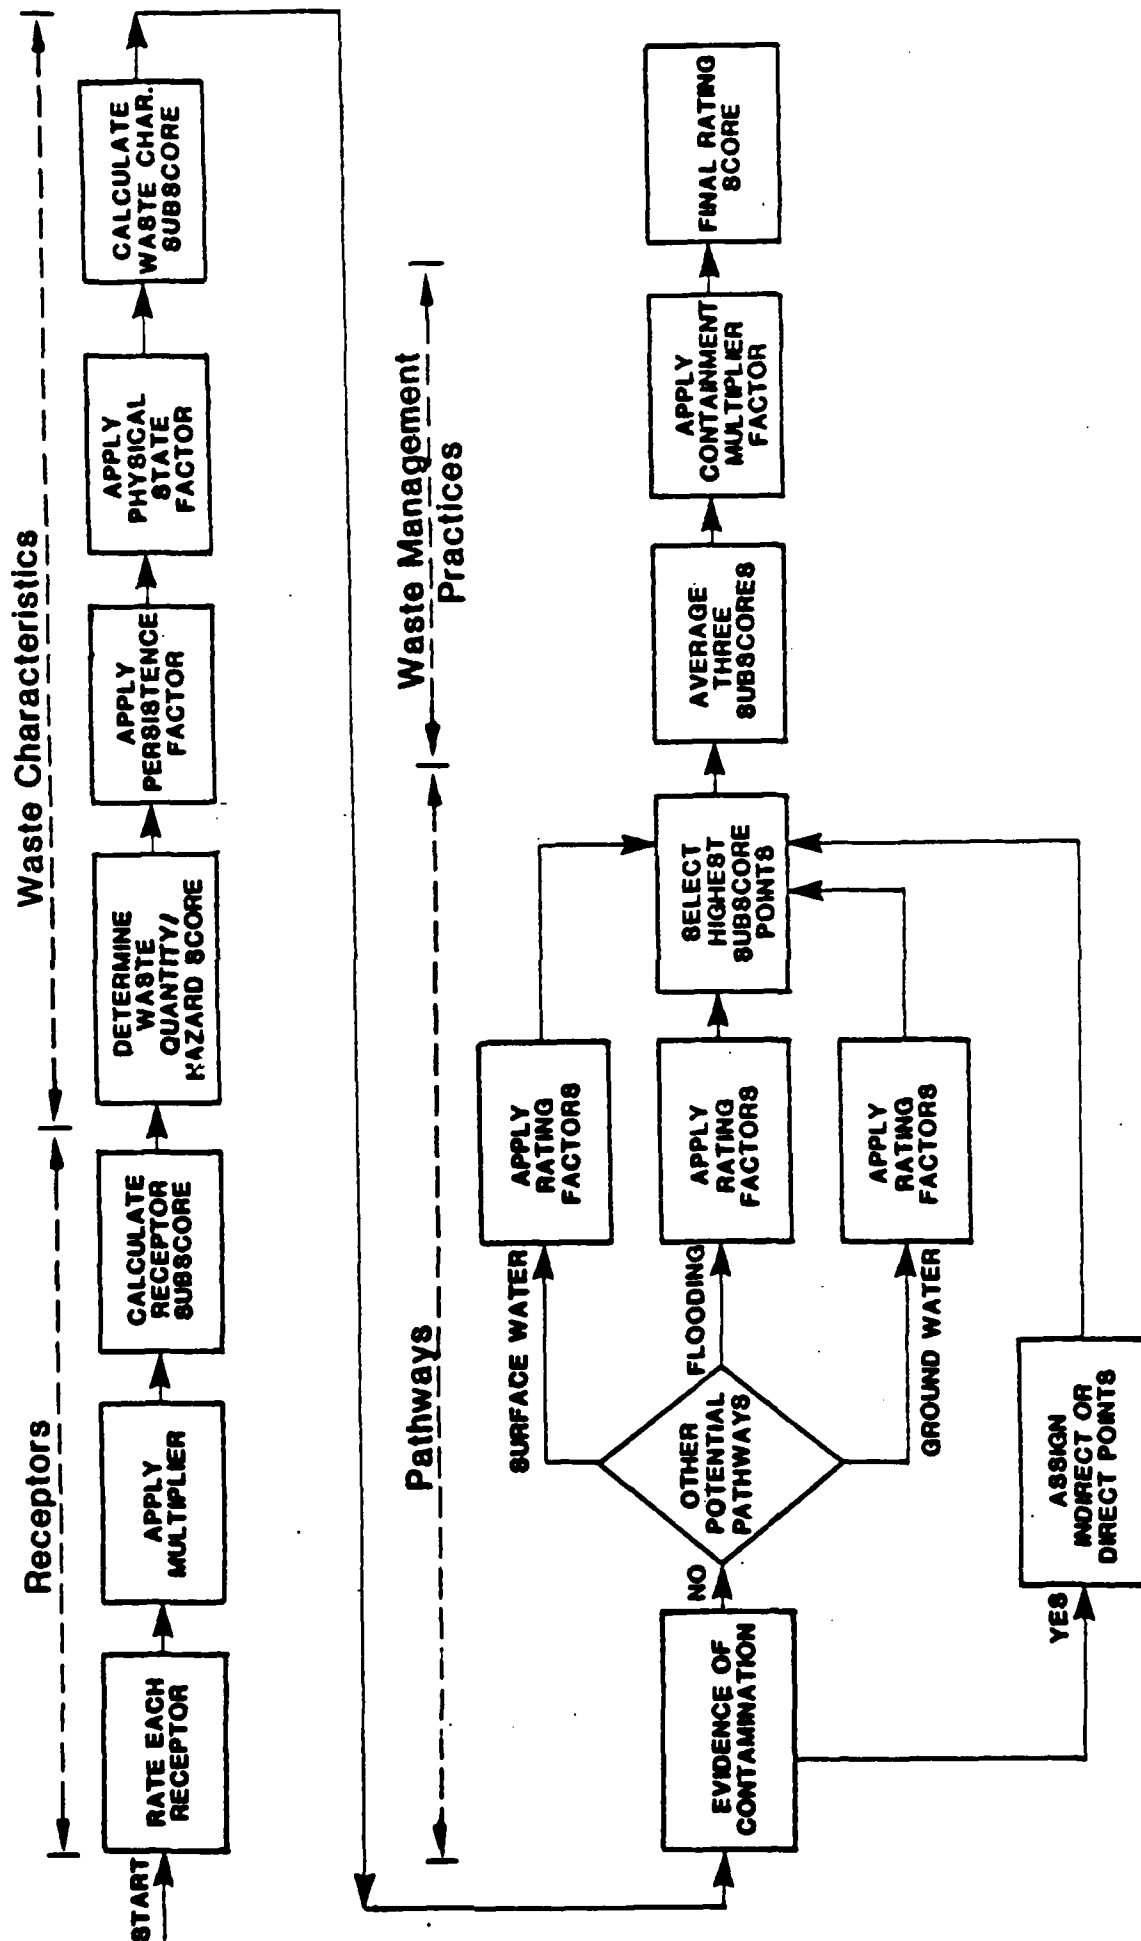 Receptors
Waste Characteristics
START
RATE EACH
RECEPTOR
APPLY
MULTIPLIER
CALCULATE
RECEPTOR
SUBSCORE
DETERMINE
WASTE
QUANTITY/
HAZARD SCORE
APPLY
PERSISTENCE
FACTOR
APPLY
PHYSICAL
STATE
FACTOR
CALCULATE
WASTE CHAR.
SUBSCORE
Pathways
Waste Management
Practices
EVIDENCE OF
CONTAMINATION
NO
YES
OTHER
POTENTIAL
PATHWAYS
SURFACE WATER
FLOODING
GROUND WATER
APPLY
RATING
FACTORS
APPLY
RATING
FACTORS
APPLY
RATING
FACTORS
ASSIGN
INDIRECT OR
DIRECT POINTS
SELECT
HIGHEST
SUBSCORE
POINTS
AVERAGE
THREE
SUBSCORES
APPLY
CONTAINMENT
MULTIPLIER
FACTOR
FINAL RATING
SCORE